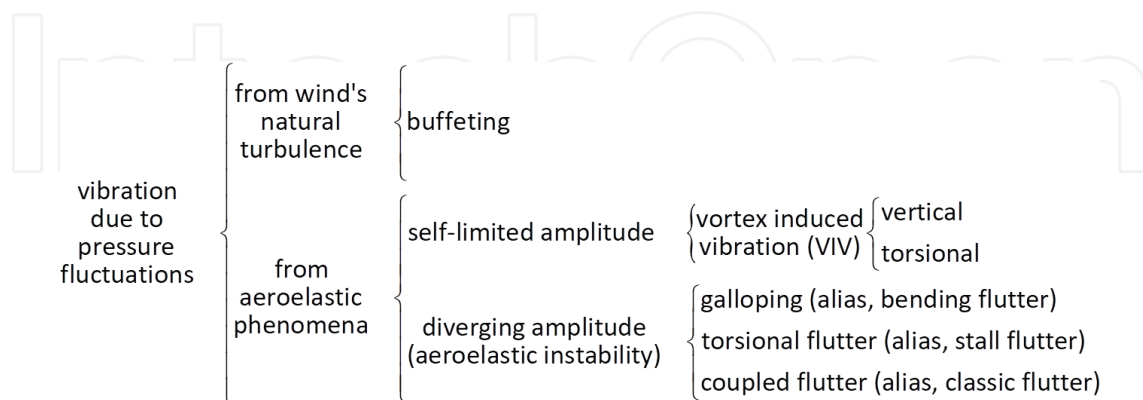 vibration
due to
pressure
fluctuations
from wind's
natural
turbulence
buffeting
from
aeroelastic
phenomena
self-limited amplitude
vortex induced
vibration (VIV)
vertical
torsional
diverging amplitude
(aeroelastic instability)
galloping (alias, bending flutter)
torsional flutter (alias, stall flutter)
coupled flutter (alias, classic flutter)